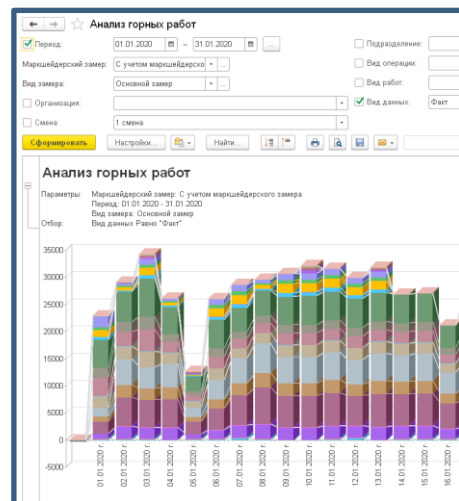 Анализ горных работ
Период: 01.01.2020 – 31.01.2020 ... Подразделение:
Маркшейдерский замер: С учетом маркшейдерско ... Вид операции:
Вид замера: Основной замер ... Вид работ:
Организация: Вид данных: Факт
Смена: 1 смена
Сформировать Настройки... Найти...
Анализ горных работ
Параметры: Маркшейдерский замер: С учетом маркшейдерского замера
Период: 01.01.2020 - 31.01.2020
Вид замера: Основной замер
Отбор: Вид данных Равно "Факт"
35000
30000
25000
20000
15000
10000
5000
0
-5000
01.01.2020 г.
02.01.2020 г.
03.01.2020 г.
04.01.2020 г.
05.01.2020 г.
06.01.2020 г.
07.01.2020 г.
08.01.2020 г.
09.01.2020 г.
10.01.2020 г.
11.01.2020 г.
12.01.2020 г.
13.01.2020 г.
14.01.2020 г.
15.01.2020 г.
16.01.2020 г.